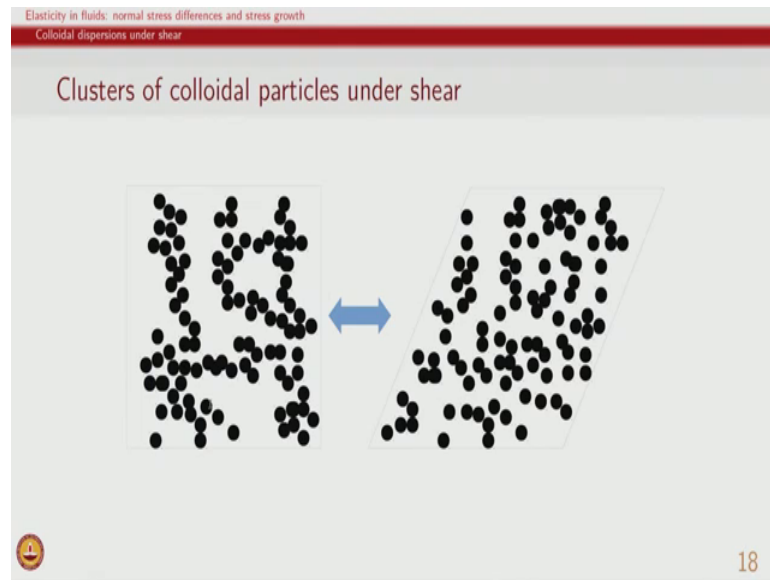 Elasticity in fluids: normal stress differences and stress growth
Colloidal dispersions under shear
Clusters of colloidal particles under shear
18